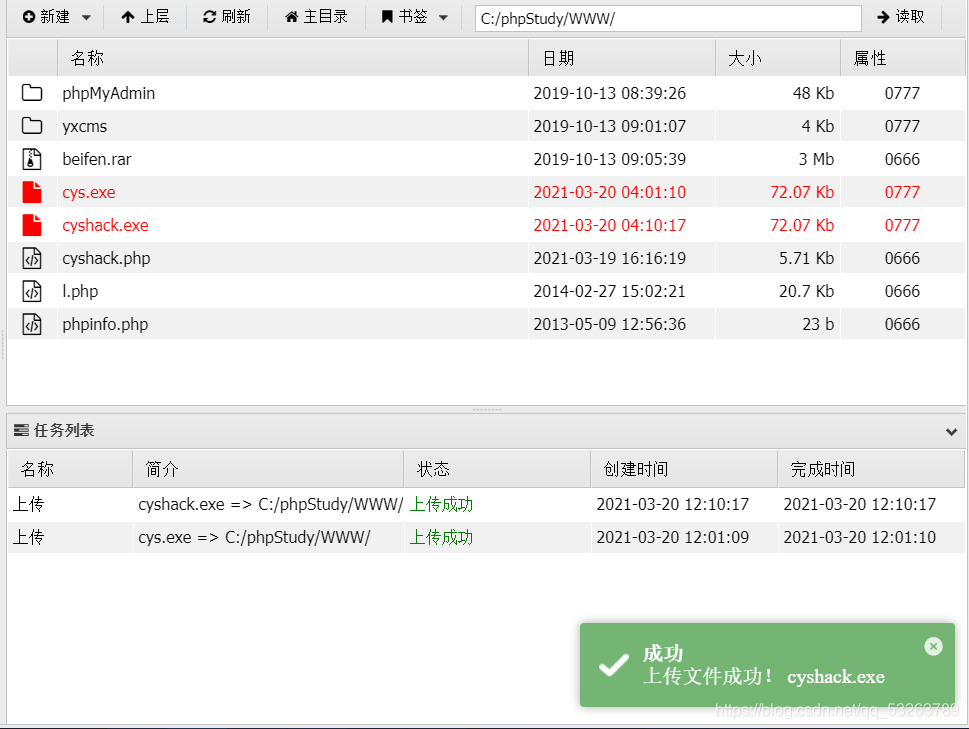 新建 上层 刷新 主目录 书签 C:/phpStudy/WWW/ 读取
名称 日期 大小 属性
phpMyAdmin 2019-10-13 08:39:26 48 Kb 0777
yxcms 2019-10-13 09:01:07 4 Kb 0777
beifen.rar 2019-10-13 09:05:39 3 Mb 0666
cys.exe 2021-03-20 04:01:10 72.07 Kb 0777
cyshack.exe 2021-03-20 04:10:17 72.07 Kb 0777
cyshack.php 2021-03-19 16:16:19 5.71 Kb 0666
l.php 2014-02-27 15:02:21 20.7 Kb 0666
phpinfo.php 2013-05-09 12:56:36 23 b 0666
任务列表
名称 简介 状态 创建时间 完成时间
上传 cyshack.exe => C:/phpStudy/WWW/ 上传成功 2021-03-20 12:10:17 2021-03-20 12:10:17
上传 cys.exe => C:/phpStudy/WWW/ 上传成功 2021-03-20 12:01:09 2021-03-20 12:01:10
成功
上传文件成功！ cyshack.exe
https://blog.csdn.net/qq_53263789